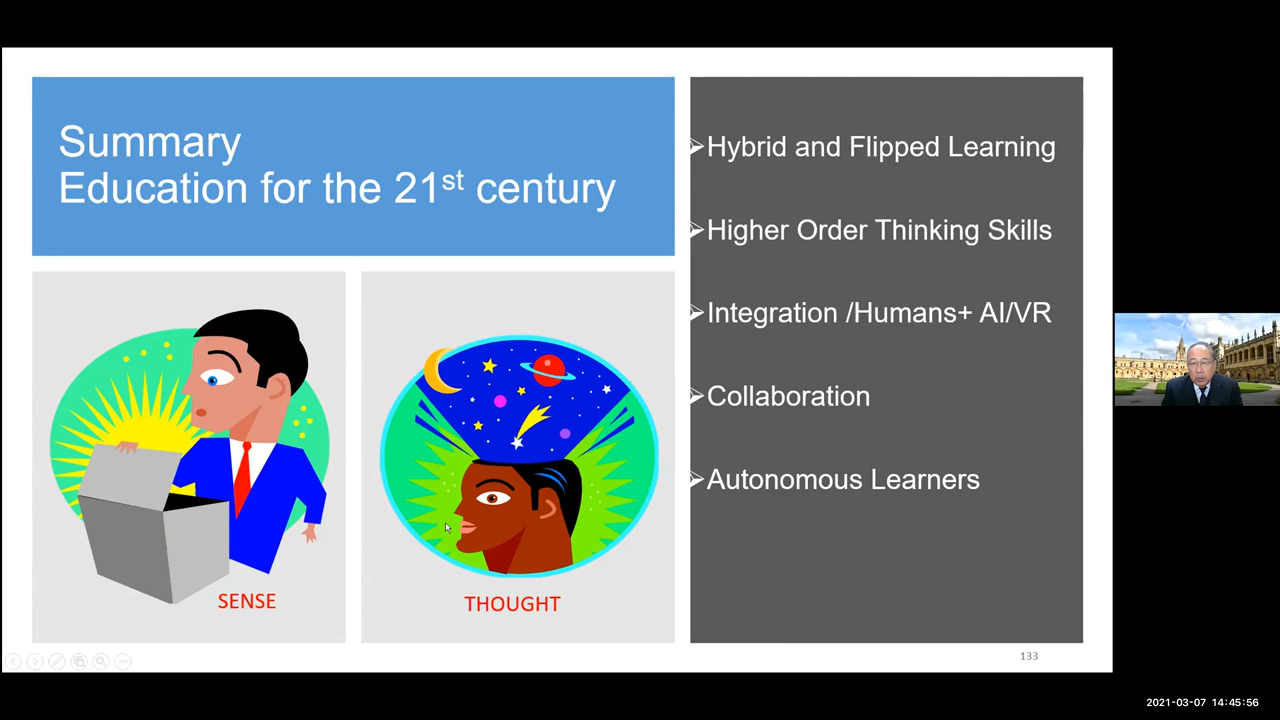 Summary
Education for the 21st century
➢Hybrid and Flipped Learning
➢Higher Order Thinking Skills
➢Integration /Humans+ AI/VR
➢Collaboration
➢Autonomous Learners
SENSE
THOUGHT
133
2021-03-07 14:45:56